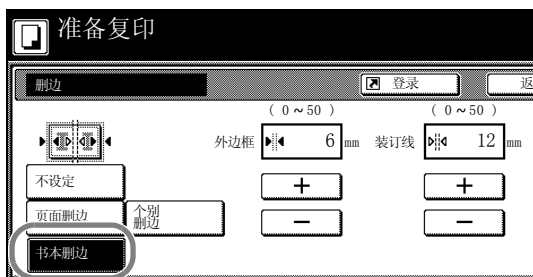 准备复印
删边
登录
返
( 0~50 )
( 0~50 )
外边框 6 mm 装订线 12 mm
不设定
页面删边
个别
删边
书本删边